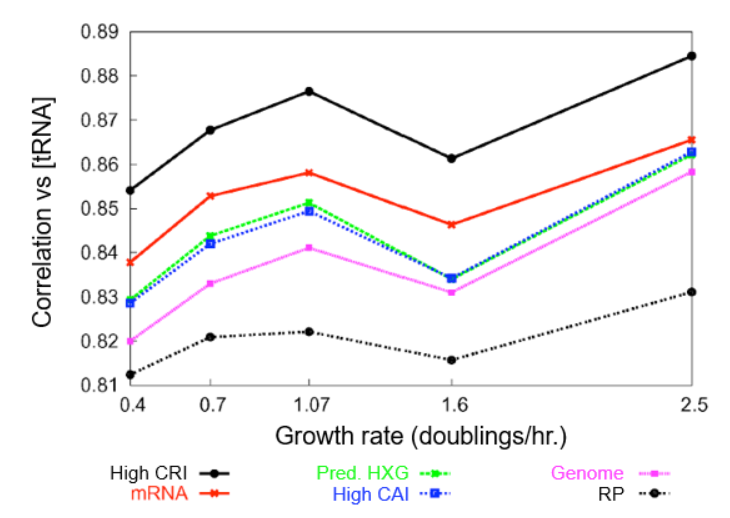 0.89
0.88
0.87
0.86
0.85
0.84
0.83
0.82
0.81
Correlation vs [tRNA]
0.4 0.7 1.07 1.6 2.5
Growth rate (doublings/hr.)
High CRI Pred. HXG Genome
mRNA High CAI RP